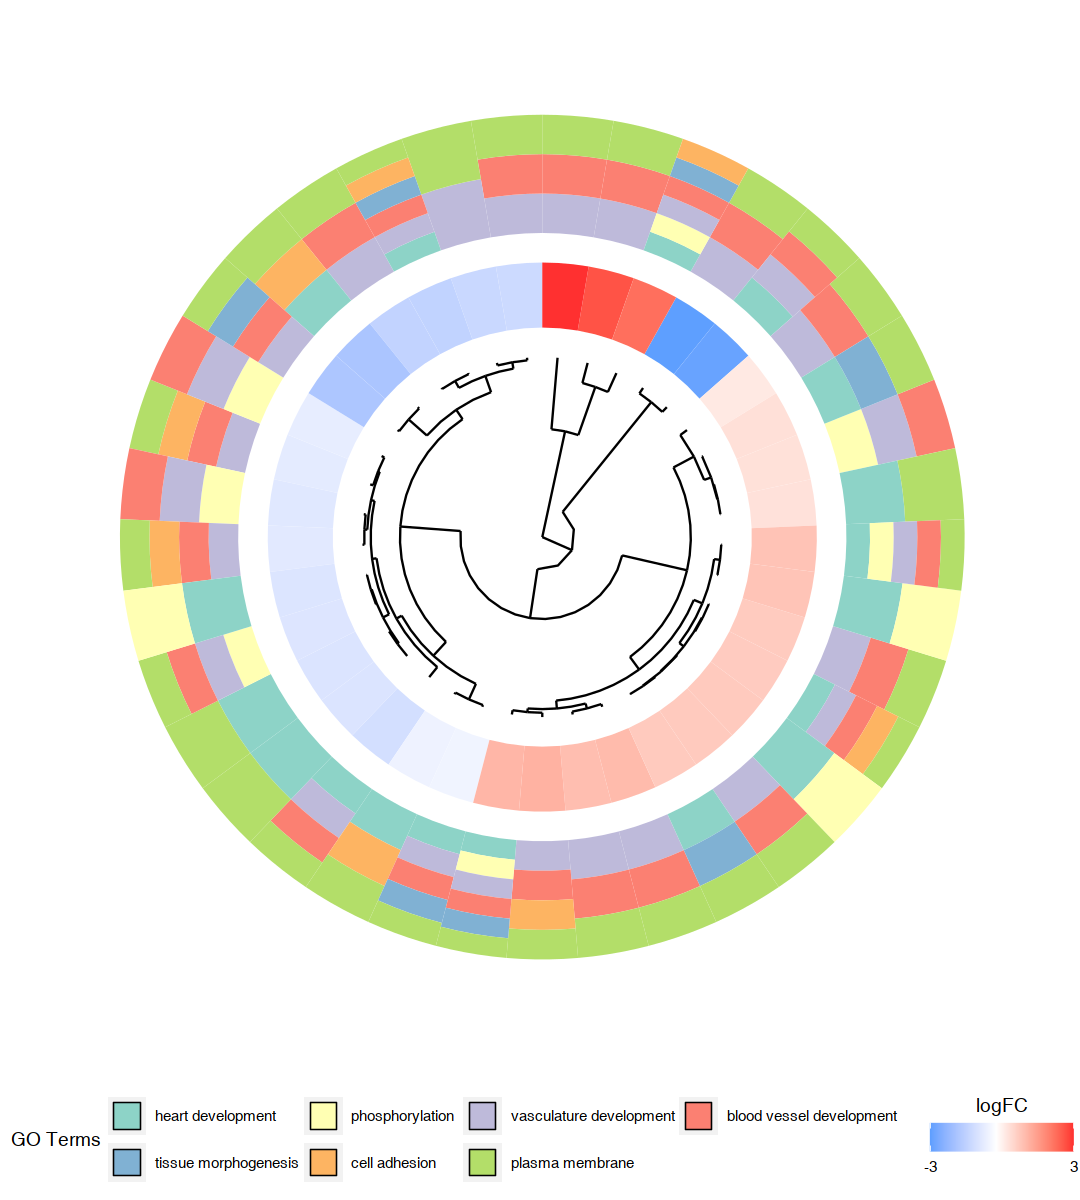 logFC
heart development phosphorylation vasculature development blood vessel development
GO Terms
tissue morphogenesis cell adhesion plasma membrane
-3 3